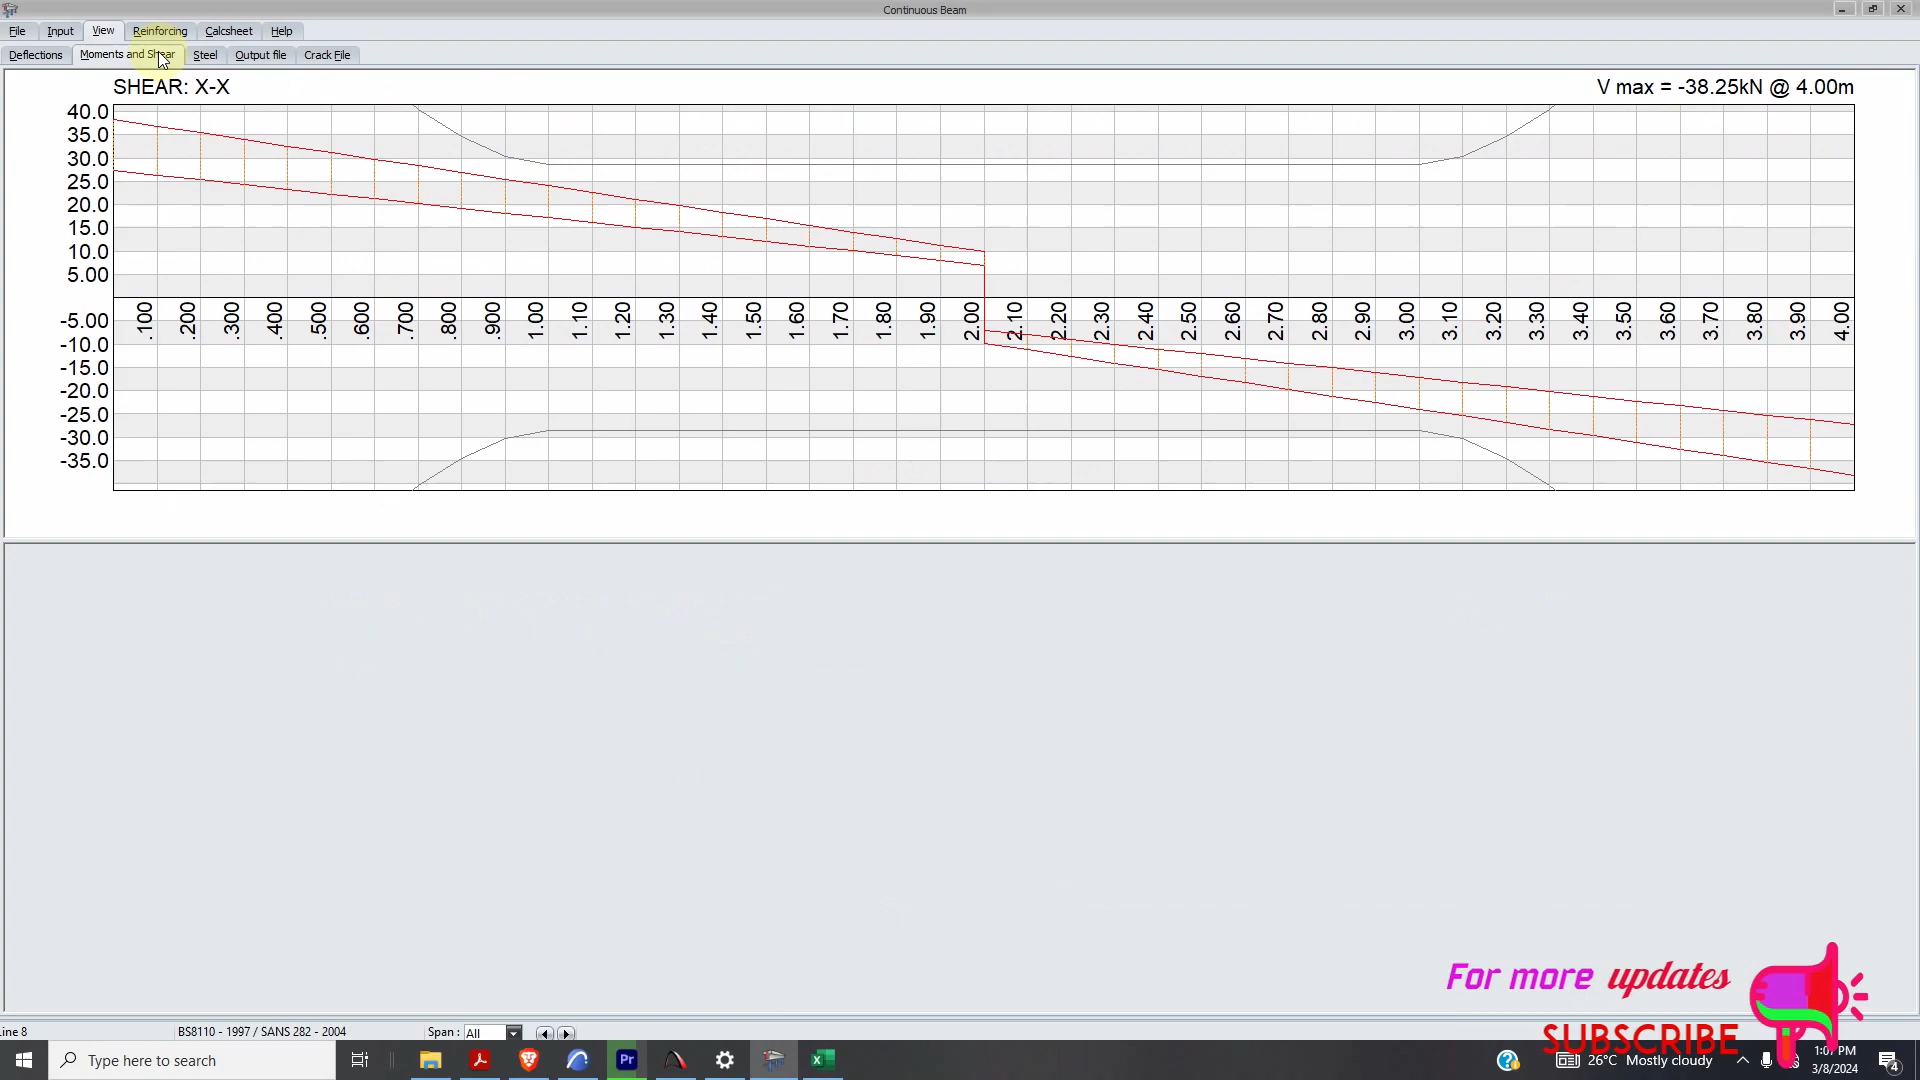 Continuous Beam
File Input View Reinforcing Calcsheet Help
Deflections Moments and Shear Steel Output file Crack File
SHEAR: X-X
V max = -38.25kN @ 4.00m
40.0
35.0
30.0
25.0
20.0
15.0
10.0
5.00
.100 .200 .300 .400 .500 .600 .700 .800 .900 1.00 1.10 1.20 1.30 1.40 1.50 1.60 1.70 1.80 1.90 2.00 2.10 2.20 2.30 2.40 2.50 2.60 2.70 2.80 2.90 3.00 3.10 3.20 3.30 3.40 3.50 3.60 3.70 3.80 3.90 4.00
-5.00
-10.0
-15.0
-20.0
-25.0
-30.0
-35.0
For more updates
SUBSCRIBE
ine 8 BS8110 - 1997 / SANS 282 - 2004 Span : All
Type here to search
Pr
26°C Mostly cloudy
1:07 PM
3/8/2024
4